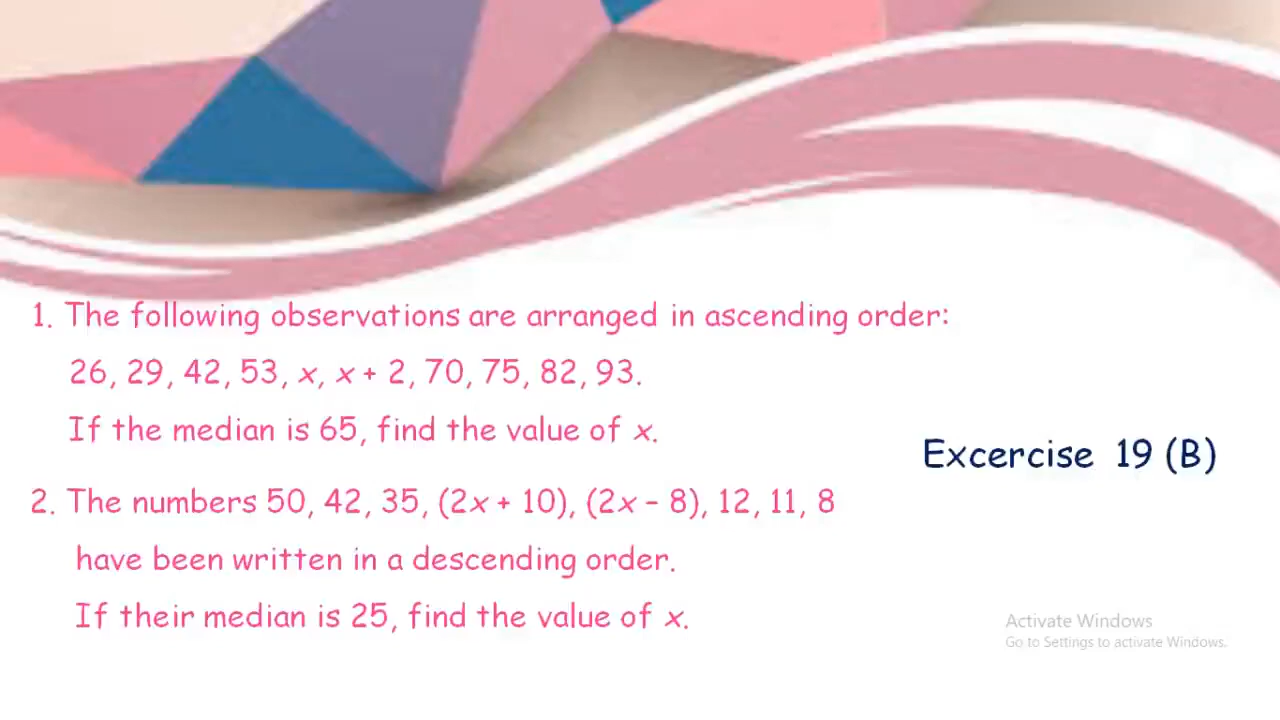 1. The following observations are arranged in ascending order:
26, 29, 42, 53, x, x + 2, 70, 75, 82, 93.
If the median is 65, find the value of x.
Excercise 19 (B)
2. The numbers 50, 42, 35, (2x + 10), (2x – 8), 12, 11, 8
have been written in a descending order.
If their median is 25, find the value of x.
Activate Windows
Go to Settings to activate Windows.